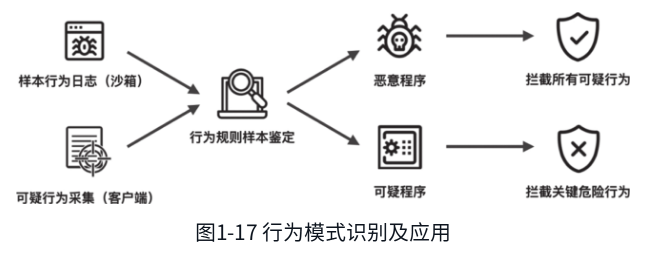 样本行为日志（沙箱）
可疑行为采集（客户端）
行为规则样本鉴定
恶意程序
拦截所有可疑行为
可疑程序
拦截关键危险行为
图1-17 行为模式识别及应用